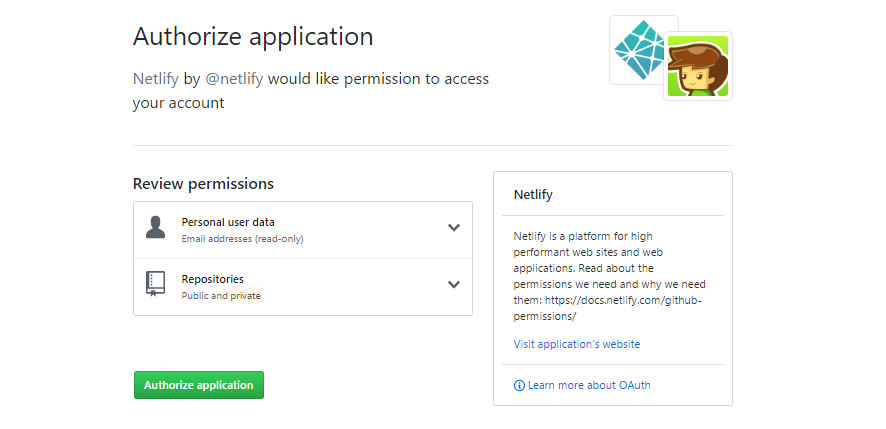 Authorize application
Netlify by @netlify would like permission to access
your account
Review permissions
Personal user data
Email addresses (read-only)
Repositories
Public and private
Authorize application
Netlify
Netlify is a platform for high
performant web sites and web
applications. Read about the
permissions we need and why we need
them: https://docs.netlify.com/github-
permissions/
Visit application's website
Learn more about OAuth